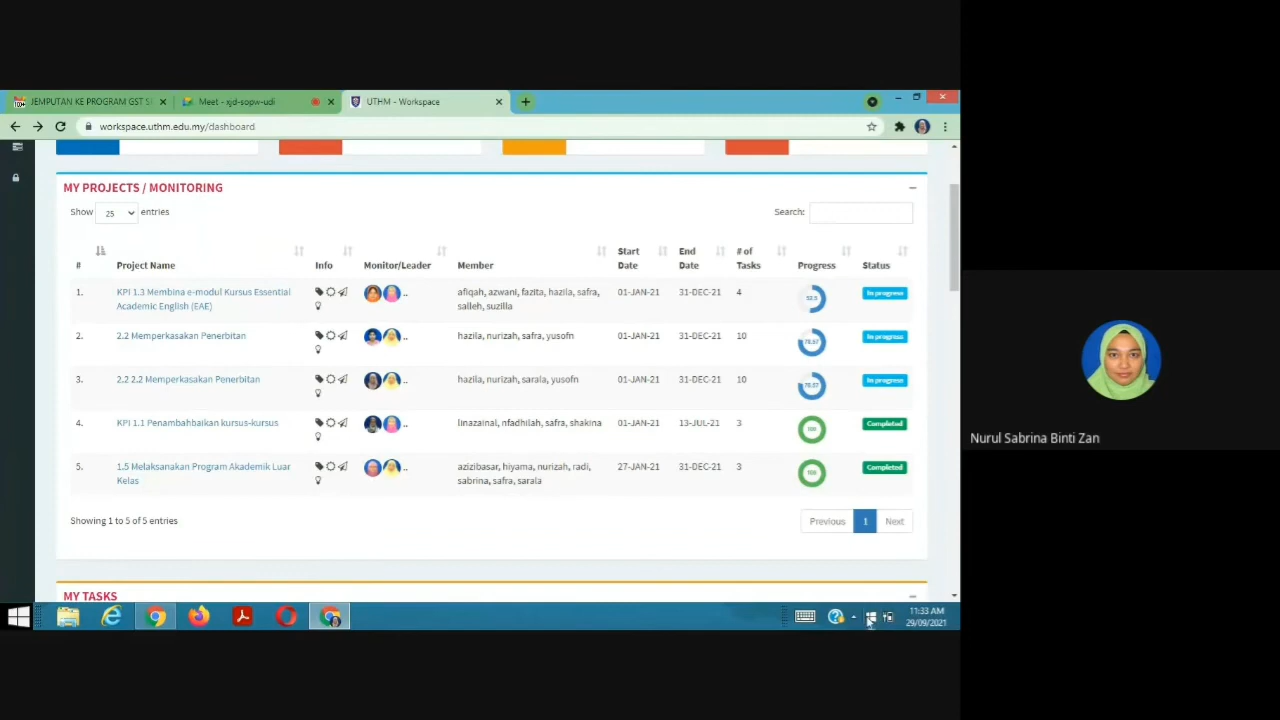 JEMPUTAN KE PROGRAM GST S
Meet - xjd-sopw-udi
UTHM - Workspace
workspace.uthm.edu.my/dashboard
MY PROJECTS / MONITORING
Show 25 entries
Search:
# Project Name Info Monitor/Leader Member Start Date End Date # of Tasks Progress Status
1. KPI 1.3 Membina e-modul Kursus Essential afiqah, azwani, fazita, hazila, safra, 01-JAN-21 31-DEC-21 4 52.5 In progress
Academic English (EAE) salleh, suzilla
2. 2.2 Memperkasakan Penerbitan hazila, nurizah, safra, yusofn 01-JAN-21 31-DEC-21 10 In progress
3. 2.2 2.2 Memperkasakan Penerbitan hazila, nurizah, sarala, yusofn 01-JAN-21 31-DEC-21 10 In progress
4. KPI 1.1 Penambahbaikan kursus-kursus .. linazainal, nfadhilah, safra, shakina 01-JAN-21 13-JUL-21 3 100 Completed
5. 1.5 Melaksanakan Program Akademik Luar azizibasar, hiyama, nurizah, radi, 27-JAN-21 31-DEC-21 3 100 Completed
Kelas sabrina, safra, sarala
Showing 1 to 5 of 5 entries
Previous 1 Next
MY TASKS
11:33 AM
29/09/2021
Nurul Sabrina Binti Zan